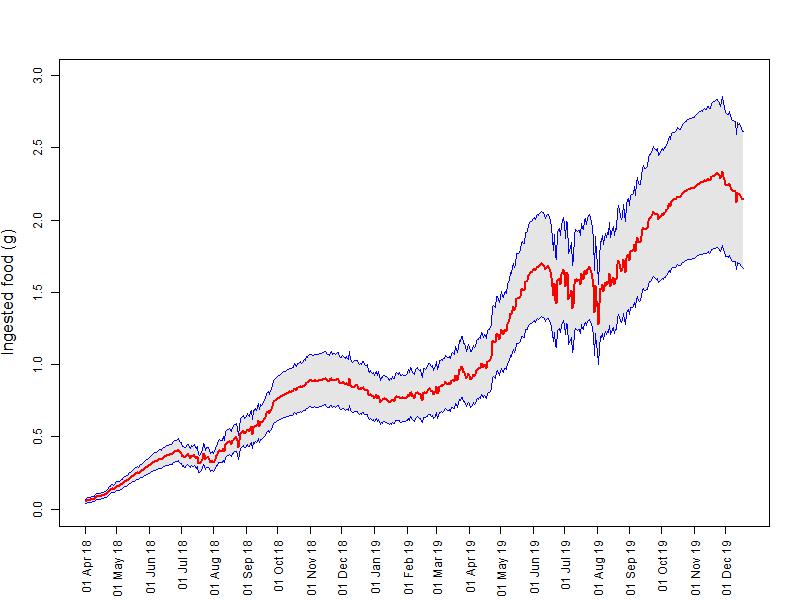 Ingested food (g)
3.0
2.5
2.0
1.5
1.0
0.5
0.0
01 Apr 18
01 May 18
01 Jun 18
01 Jul 18
01 Aug 18
01 Sep 18
01 Oct 18
01 Nov 18
01 Dec 18
01 Jan 19
01 Feb 19
01 Mar 19
01 Apr 19
01 May 19
01 Jun 19
01 Jul 19
01 Aug 19
01 Sep 19
01 Oct 19
01 Nov 19
01 Dec 19